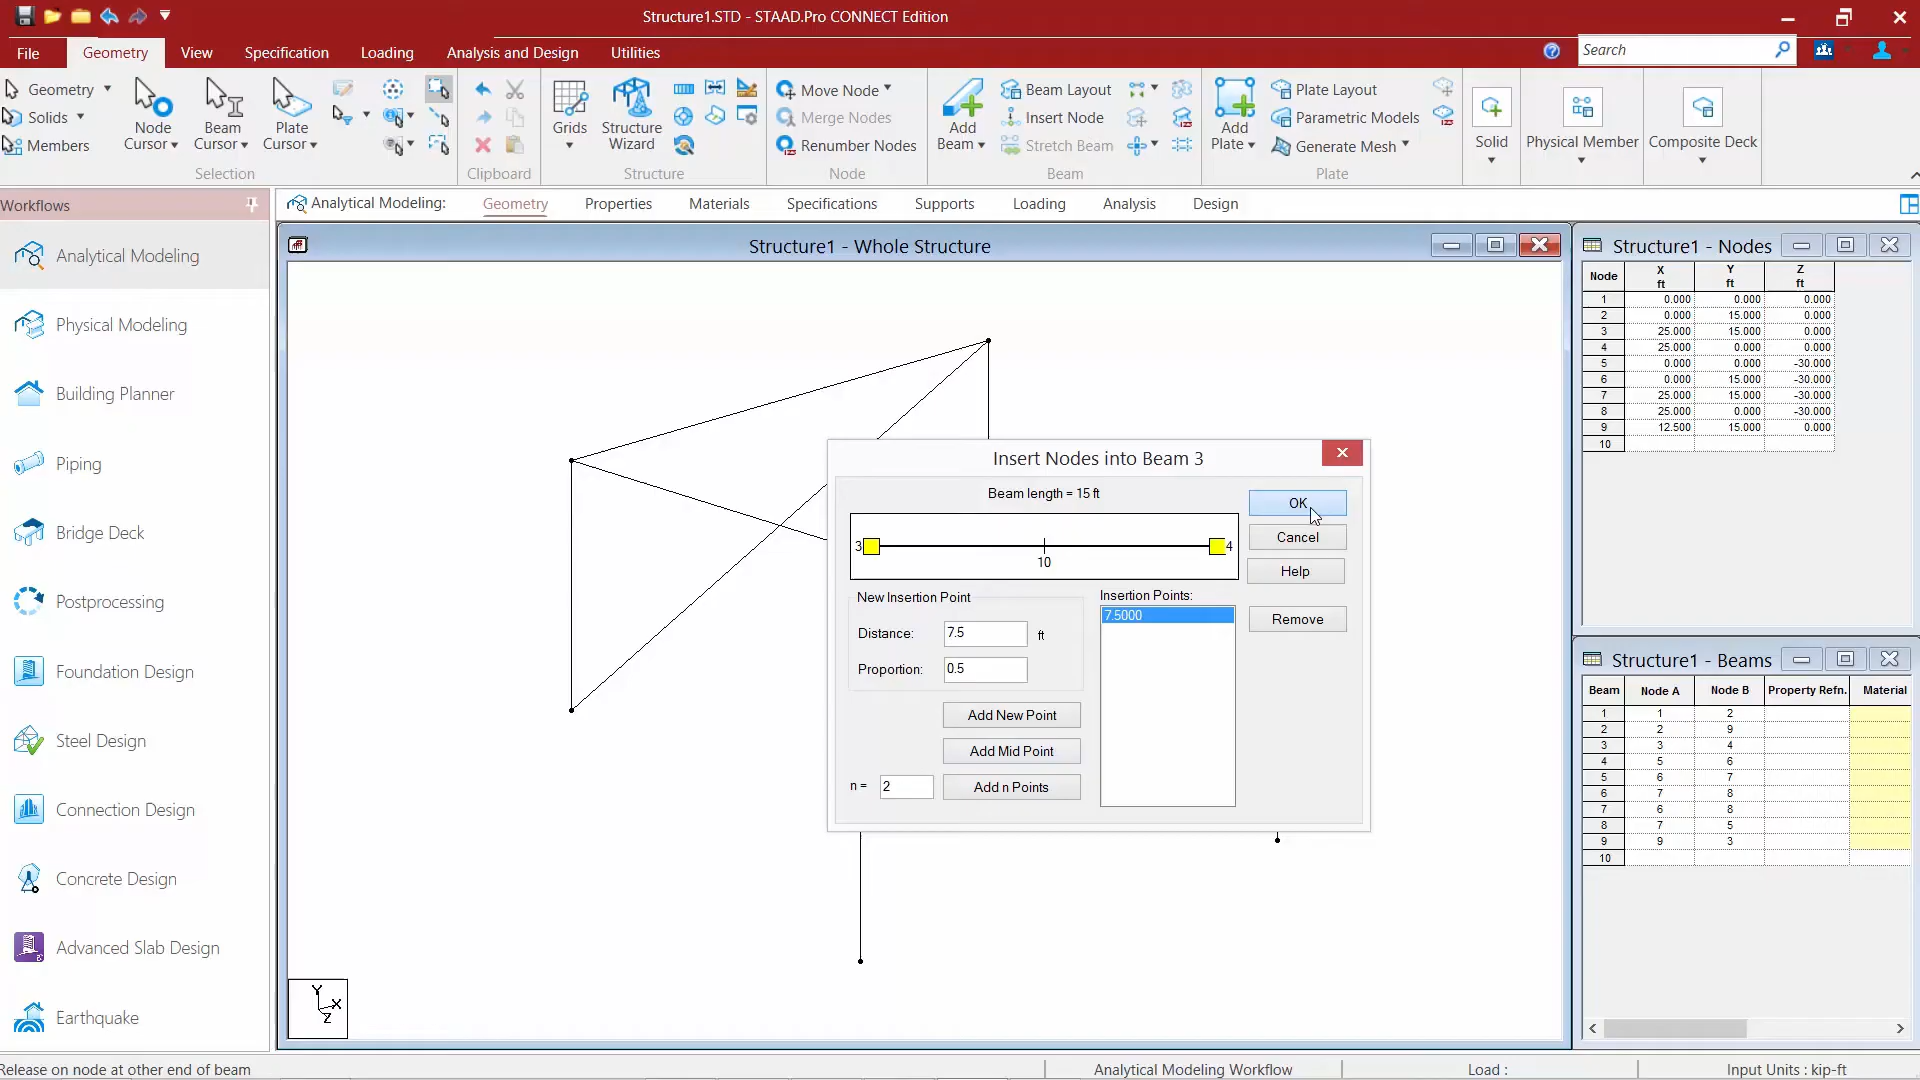 Structure1.STD - STAAD.Pro CONNECT Edition
File
Geometry
View
Specification
Loading
Analysis and Design
Utilities
Search
Geometry
Solids
Members
Node
Cursor
Beam
Cursor
Plate
Cursor
Selection
Clipboard
Grids
Structure
Wizard
Structure
Move Node
Merge Nodes
Renumber Nodes
Node
Add
Beam
Beam Layout
Insert Node
Stretch Beam
Beam
Add
Plate
Plate Layout
Parametric Models
Generate Mesh
Plate
Solid
Physical Member
Composite Deck
Workflows
Analytical Modeling
Physical Modeling
Building Planner
Piping
Bridge Deck
Postprocessing
Foundation Design
Steel Design
Connection Design
Concrete Design
Advanced Slab Design
Earthquake
Analytical Modeling: Geometry Properties Materials Specifications Supports Loading Analysis Design
Structure1 - Whole Structure
Y
X
Z
Insert Nodes into Beam 3
Beam length = 15 ft
3 4
10
New Insertion Point
Distance: 7.5 ft
Proportion: 0.5
Add New Point
Add Mid Point
n = 2 Add n Points
Insertion Points:
7.5000
OK
Cancel
Help
Remove
Structure1 - Nodes
Node X ft Y ft Z ft
1 0.000 0.000 0.000
2 0.000 15.000 0.000
3 25.000 15.000 0.000
4 25.000 0.000 0.000
5 0.000 0.000 -30.000
6 0.000 15.000 -30.000
7 25.000 15.000 -30.000
8 25.000 0.000 -30.000
9 12.500 15.000 0.000
10
Structure1 - Beams
Beam Node A Node B Property Refn. Material
1 1 2
2 2 9
3 3 4
4 5 6
5 6 7
6 7 8
7 6 8
8 7 5
9 9 3
10
Release on node at other end of beam
Analytical Modeling Workflow
Load :
Input Units : kip-ft